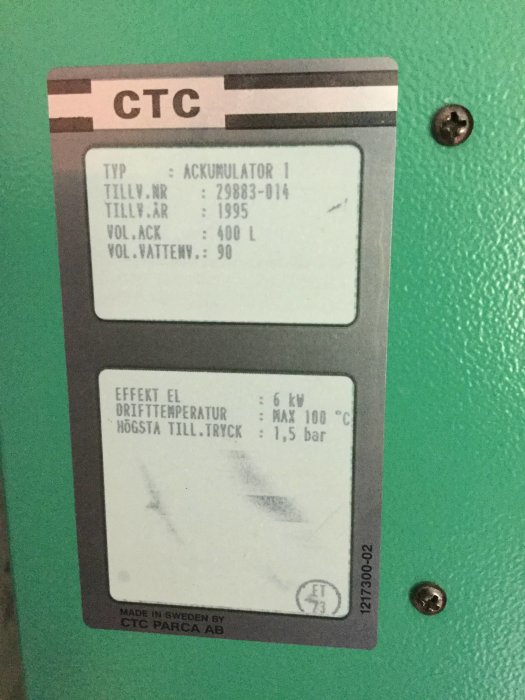 CTC
TYP : ACKUMULATOR 1
TILLV.NR : 29883-014
TILLV.ÅR : 1995
VOL.ACK : 400 L
VOL.VATTENV.: 90
EFFEKT EL : 6 kW
DRIFTTEMPERATUR : MAX 100 °C
HÖGSTA TILL.TRYCK : 1,5 bar
ET
23
MADE IN SWEDEN BY
CTC PARCA AB
1217300-02